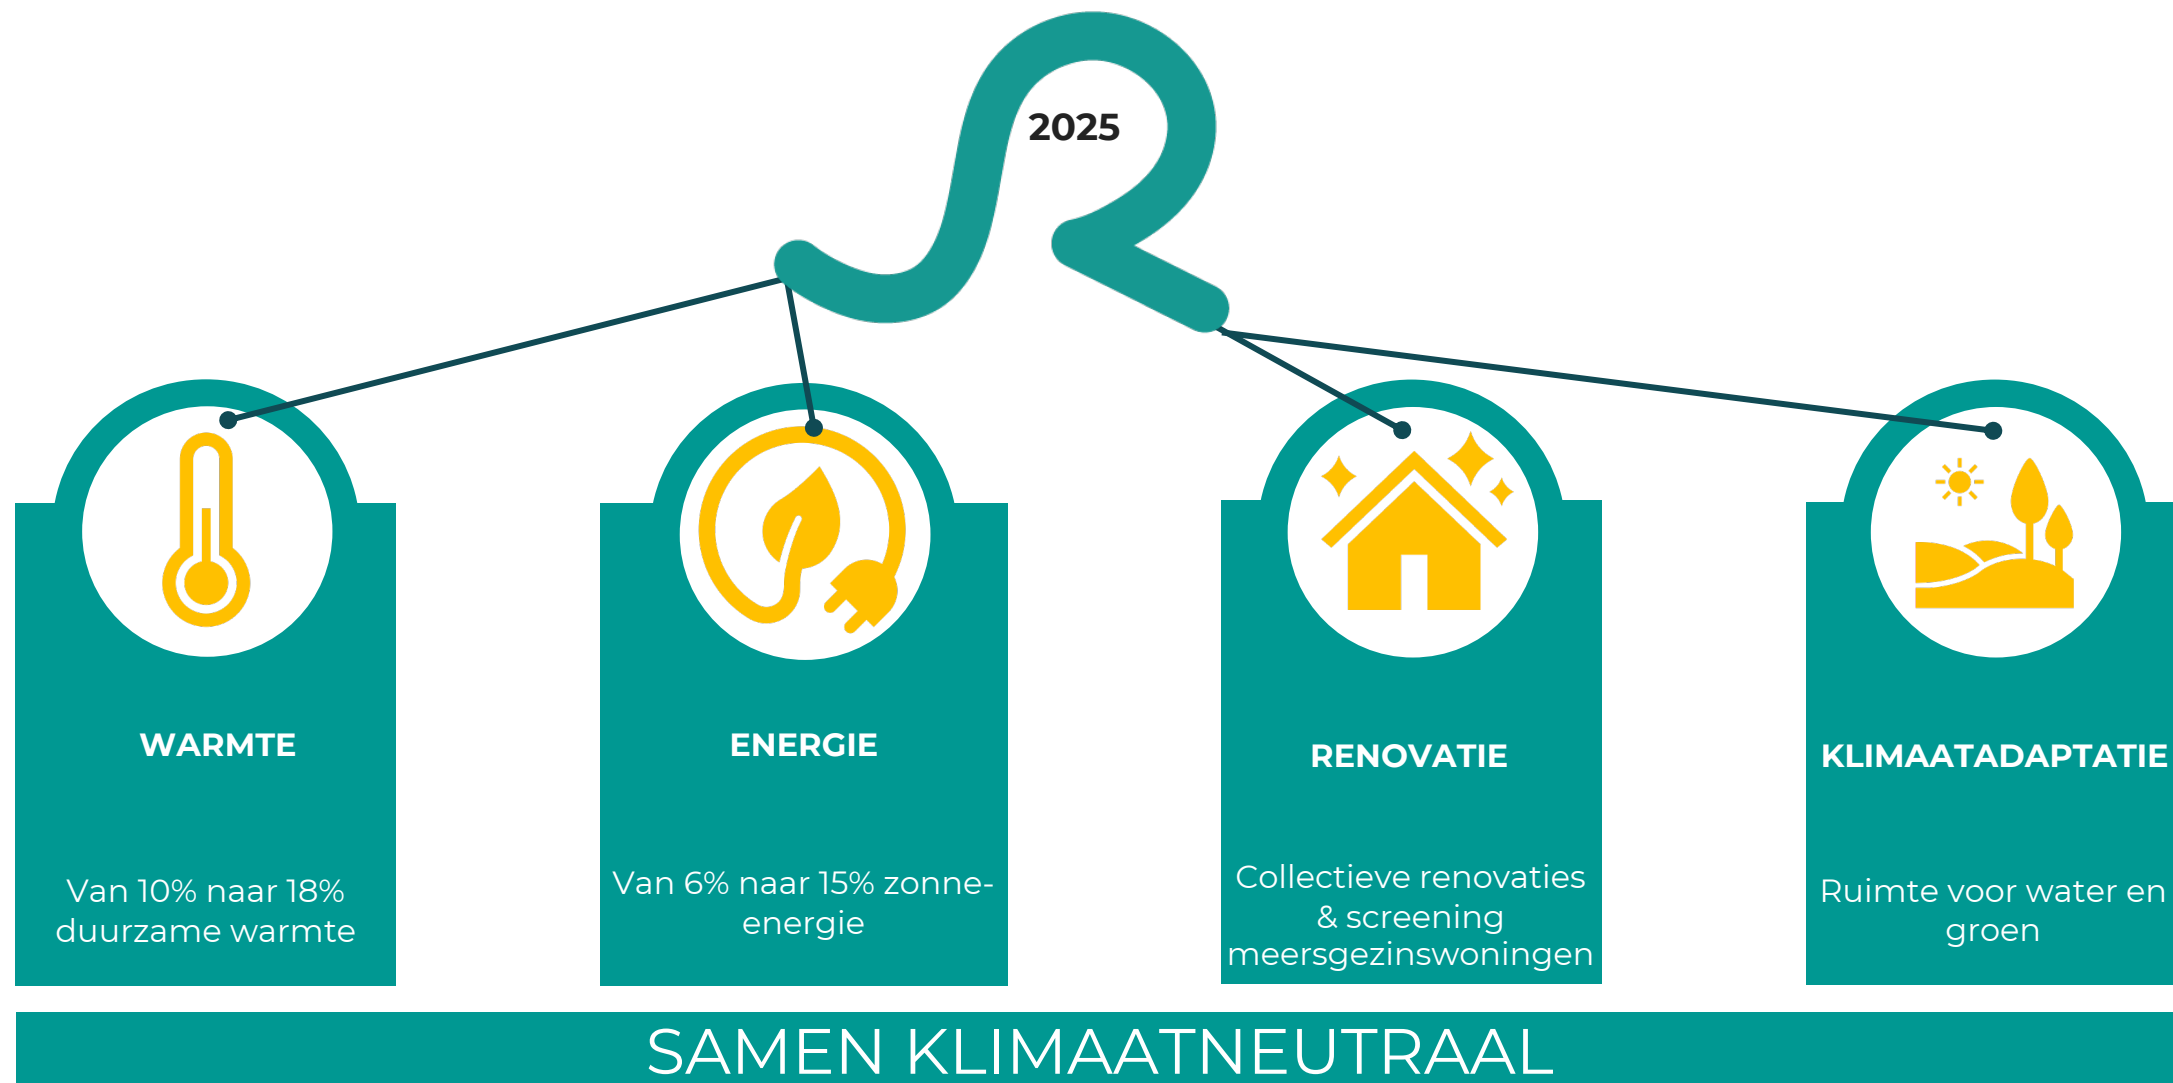 2025
WARMTE
Van 10% naar 18%
duurzame warmte
ENERGIE
Van 6% naar 15% zonne-
energie
RENOVATIE
Collectieve renovaties
& screening
meersgezinswoningen
KLIMAATADAPTATIE
Ruimte voor water en
groen
SAMEN KLIMAATNEUTRAAL